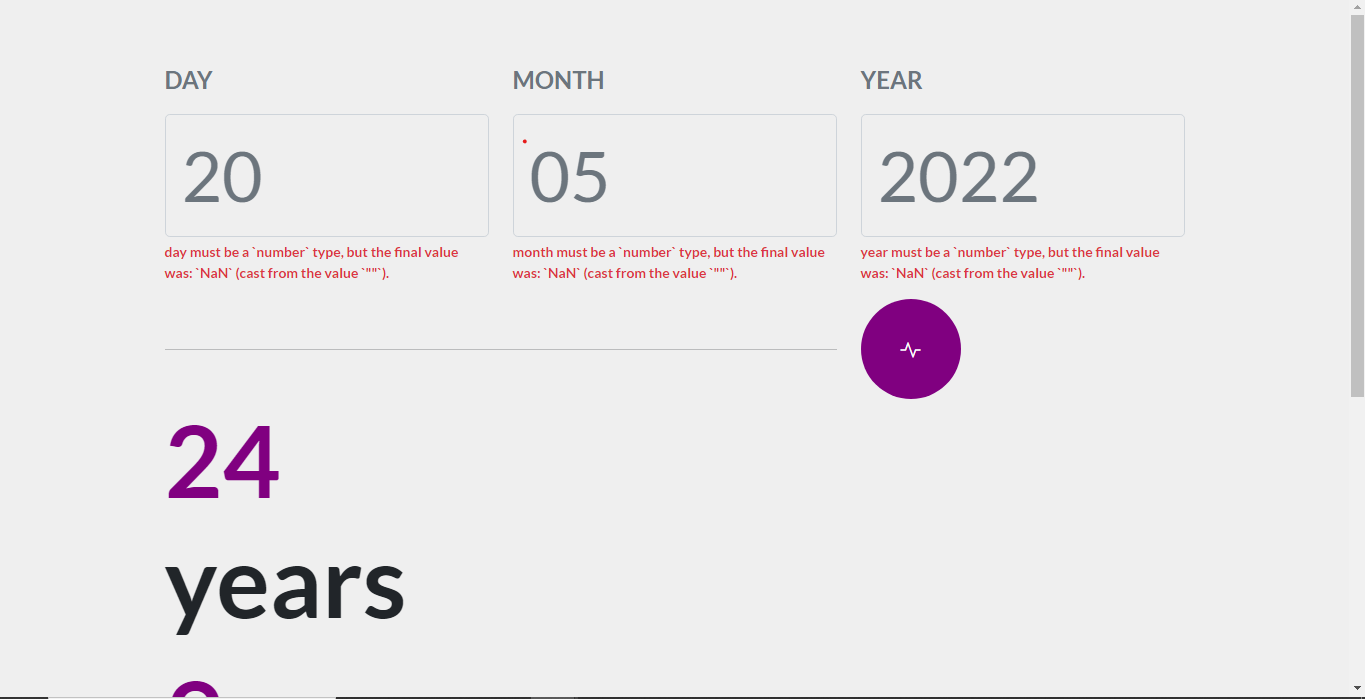 DAY MONTH YEAR
20 05 2022
day must be a `number` type, but the final value
was: `NaN` (cast from the value `""`).
month must be a `number` type, but the final value
was: `NaN` (cast from the value `""`).
year must be a `number` type, but the final value
was: `NaN` (cast from the value `""`).
24
years